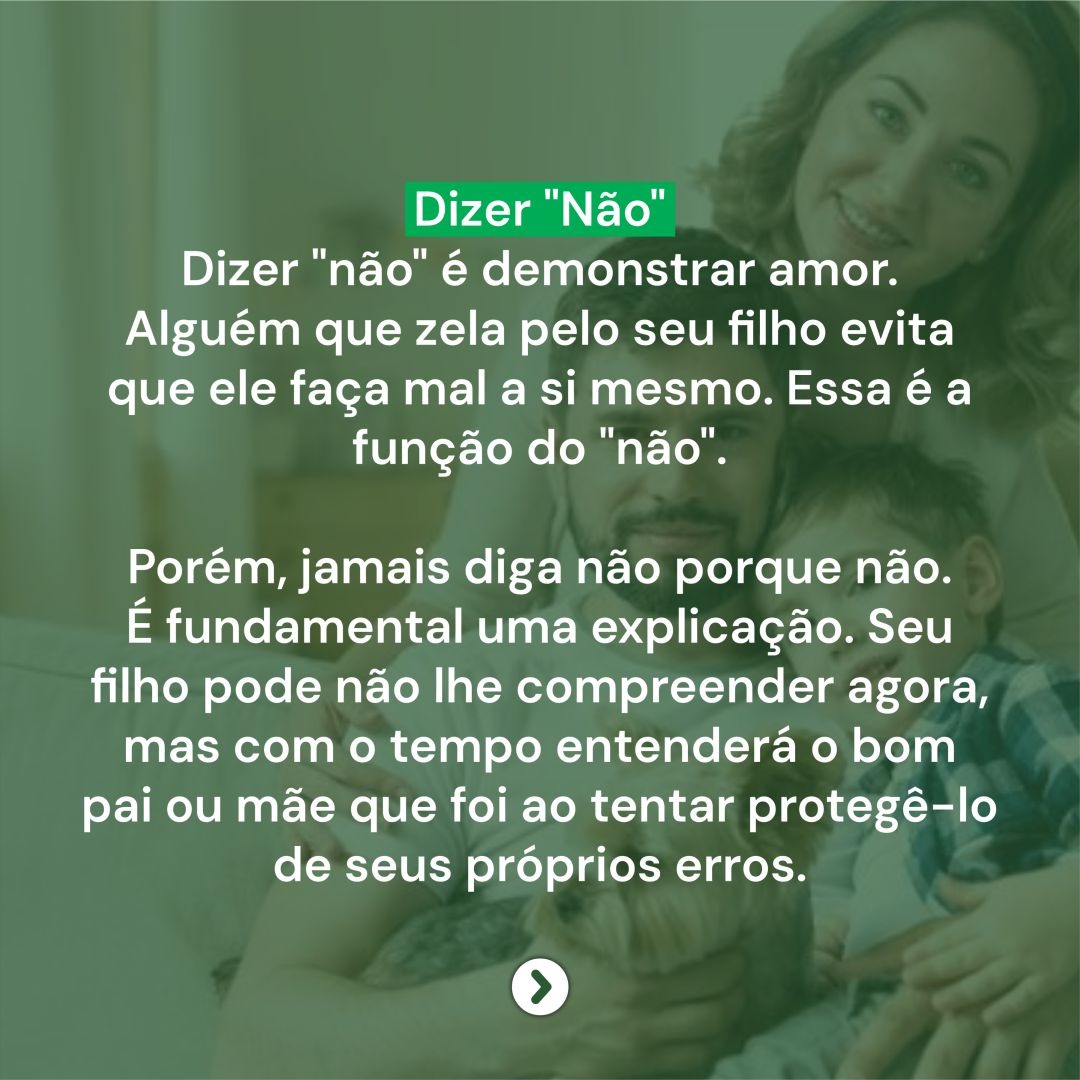 Dizer "Não"
Dizer "não" é demonstrar amor.
Alguém que zela pelo seu filho evita
que ele faça mal a si mesmo. Essa é a
função do "não".
Porém, jamais diga não porque não.
É fundamental uma explicação. Seu
filho pode não lhe compreender agora,
mas com o tempo entenderá o bom
pai ou mãe que foi ao tentar protegê-lo
de seus próprios erros.